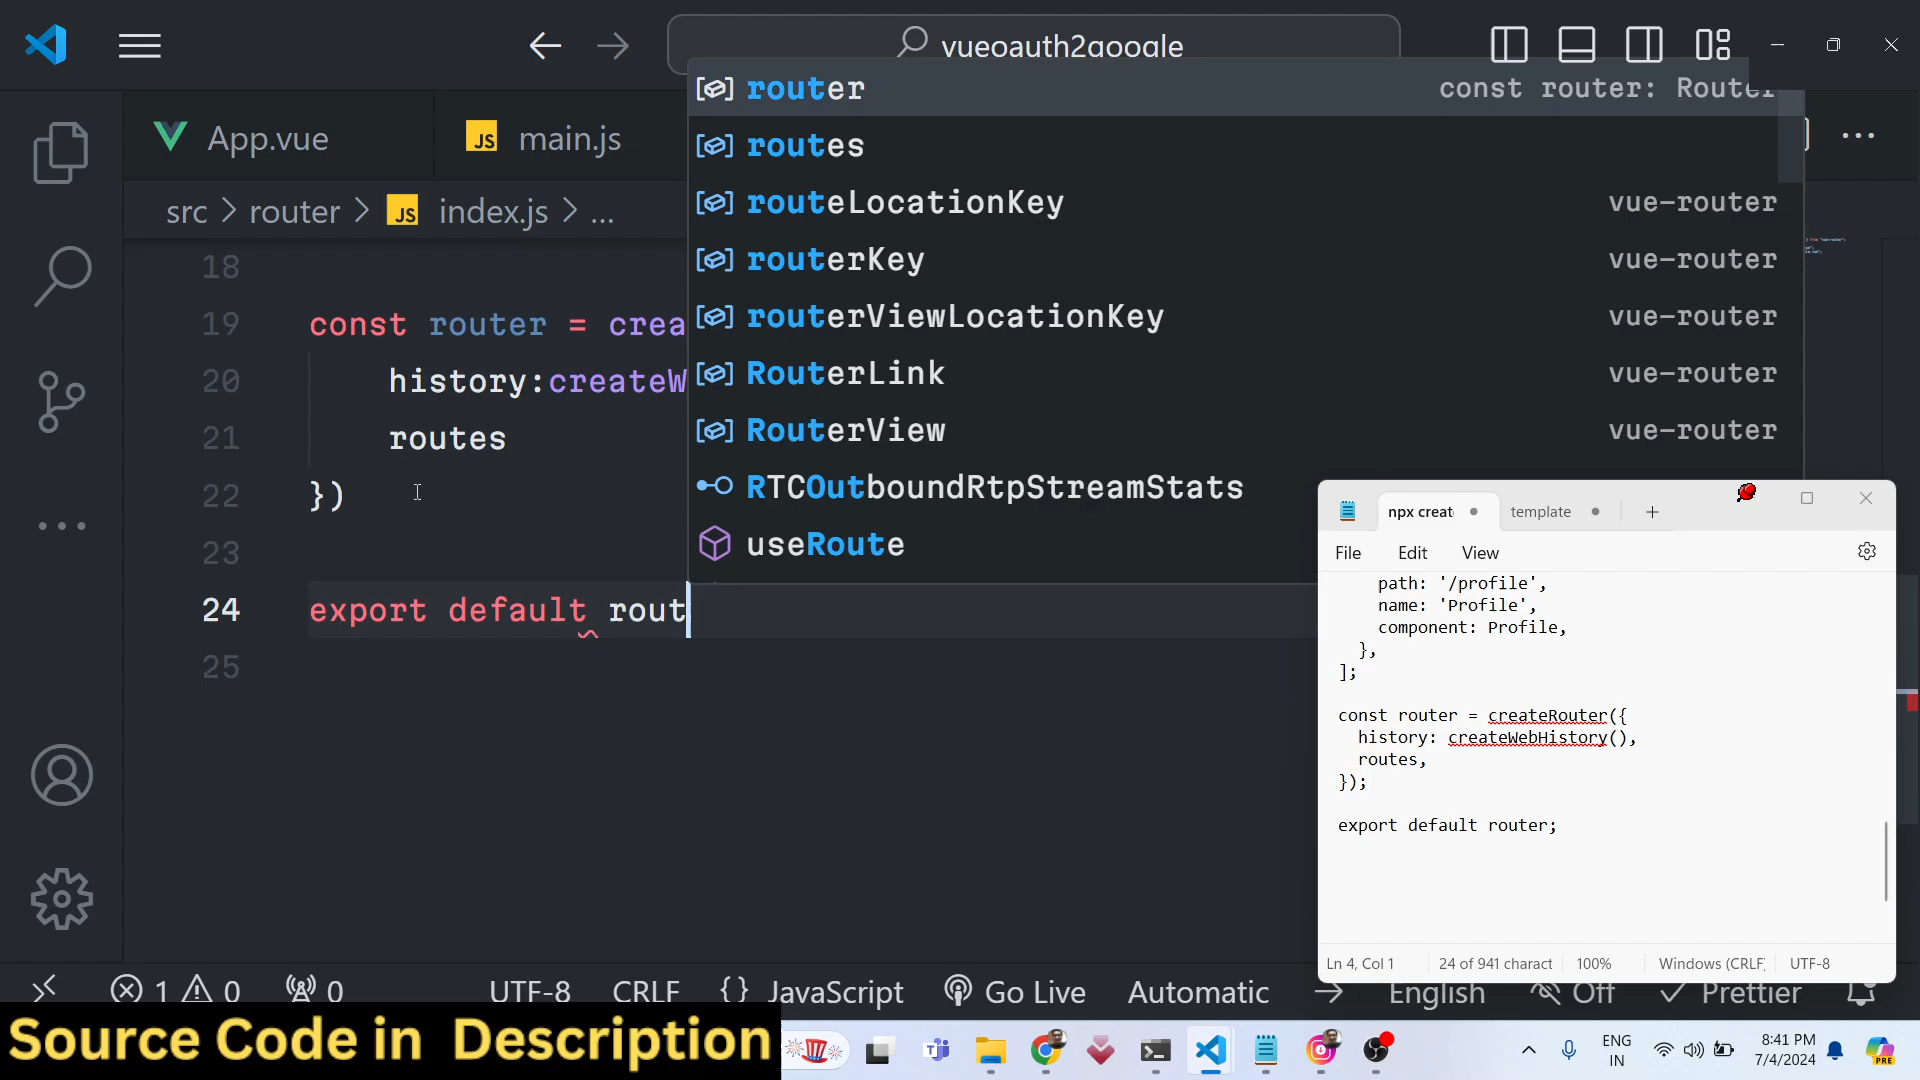 vueoauth2google
router const router: Router
routes
routeLocationKey vue-router
routerKey vue-router
routerViewLocationKey vue-router
RouterLink vue-router
RouterView vue-router
RTCOutboundRtpStreamStats
useRoute
App.vue
JS main.js
src > router > JS index.js > ...
18
19 const router = crea
20 history:createW
21 routes
22 })
23
24 export default rout
25
npx creat
template
File Edit View
path: '/profile',
name: 'Profile',
component: Profile,
},
];
const router = createRouter({
history: createWebHistory(),
routes,
});
export default router;
Ln 4, Col 1 24 of 941 charact 100% Windows (CRLF) UTF-8
1 0 0 UTF-8 CRLF {} JavaScript Go Live Automatic English Off Prettier
Source Code in Description
ENG
IN
8:41 PM
7/4/2024
PRE